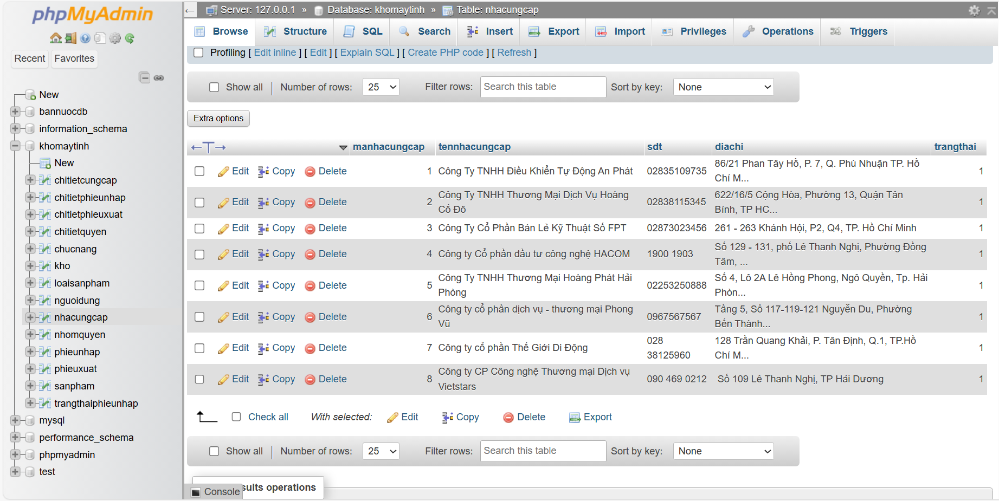 phpMyAdmin
Recent Favorites
New
bannuocdb
information_schema
khomaytinh
New
chitietcungcap
chitietphieunhap
chitietphieuxuat
chitietquyen
chucnang
kho
loaisanpham
nguoidung
nhacungcap
nhomquyen
phieunhap
phieuxuat
sanpham
trangthaiphieunhap
mysql
performance_schema
phpmyadmin
test
Server: 127.0.0.1 » Database: khomaytinh » Table: nhacungcap
Browse Structure SQL Search Insert Export Import Privileges Operations Triggers
Profiling [ Edit inline ] [ Edit ] [ Explain SQL ] [ Create PHP code ] [ Refresh ]
Show all | Number of rows: 25 Filter rows: Search this table Sort by key: None
Extra options
←T→ manhacungcap tennhacungcap sdt diachi trangthai
Edit Copy Delete 1 Công Ty TNHH Điều Khiển Tự Động An Phát 02835109735 86/21 Phan Tây Hồ, P. 7, Q. Phú Nhuận TP. Hồ
Chí M... 1
Edit Copy Delete 2 Công Ty TNHH Thương Mại Dịch Vụ Hoàng
Cố Đô 02838115345 622/16/5 Cộng Hòa, Phường 13, Quận Tân
Bình, TP HC... 1
Edit Copy Delete 3 Công Ty Cổ Phần Bán Lẻ Kỹ Thuật Số FPT 02873023456 261 - 263 Khánh Hội, P2, Q4, TP. Hồ Chí Minh 1
Edit Copy Delete 4 Công ty Cổ phần đầu tư công nghệ HACOM 1900 1903 Số 129 - 131, phố Lê Thanh Nghị, Phường Đồng
Tâm, ... 1
Edit Copy Delete 5 Công Ty TNHH Thương Mại Hoàng Phát Hải
Phòng 02253250888 Số 4, Lô 2A Lê Hồng Phong, Ngô Quyền, Tp. Hải
Phòn... 1
Edit Copy Delete 6 Công ty cổ phần dịch vụ - thương mại Phong
Vũ 0967567567 Tầng 5, Số 117-119-121 Nguyễn Du, Phường
Bến Thành... 1
Edit Copy Delete 7 Công ty cổ phần Thế Giới Di Động 028
38125960 128 Trần Quang Khải, P. Tân Định, Q.1, TP.Hồ
Chí M... 1
Edit Copy Delete 8 Công ty CP Công nghệ Thương mại Dịch vụ
Vietstars 090 469 0212 Số 109 Lê Thanh Nghị, TP Hải Dương 1
Check all With selected: Edit Copy Delete Export
Show all | Number of rows: 25 Filter rows: Search this table Sort by key: None
operations
Console